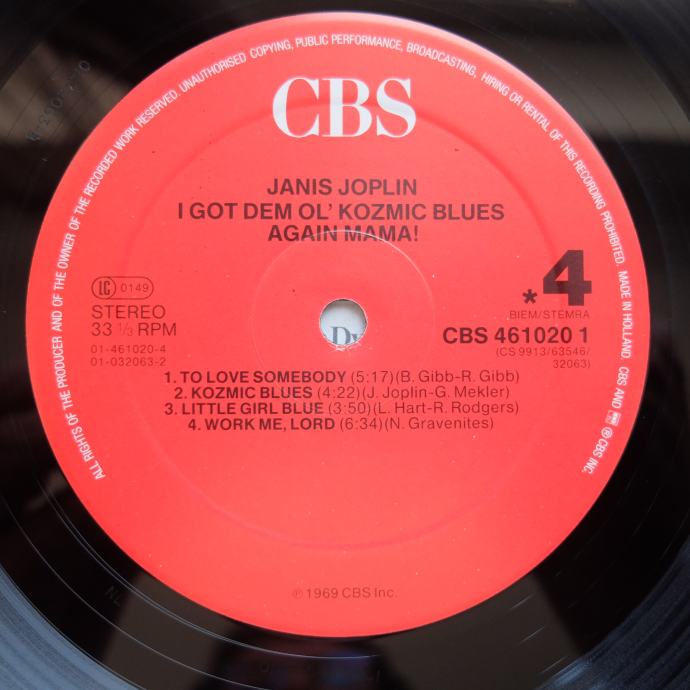 ALL RIGHTS OF THE PRODUCER AND OF THE OWNER OF THE RECORDED WORK RESERVED. UNAUTHORISED COPYING, PUBLIC PERFORMANCE, BROADCASTING, HIRING OR RENTAL OF THIS RECORDING PROHIBITED. MADE IN HOLLAND CBS AND ℗ CBS INC.
CBS
JANIS JOPLIN
I GOT DEM OL' KOZMIC BLUES
AGAIN MAMA!
LC 0149
STEREO
33 1/3 RPM
01-461020-4
01-032063-2
*4
BIEM/STEMRA
CBS 461020 1
(CS 9913/63546/
32063)
1. TO LOVE SOMEBODY (5:17)(B. Gibb-R. Gibb)
2. KOZMIC BLUES (4:22)(J. Joplin-G. Mekler)
3. LITTLE GIRL BLUE (3:50)(L. Hart-R. Rodgers)
4. WORK ME, LORD (6:34)(N. Gravenites)
℗ 1969 CBS Inc.